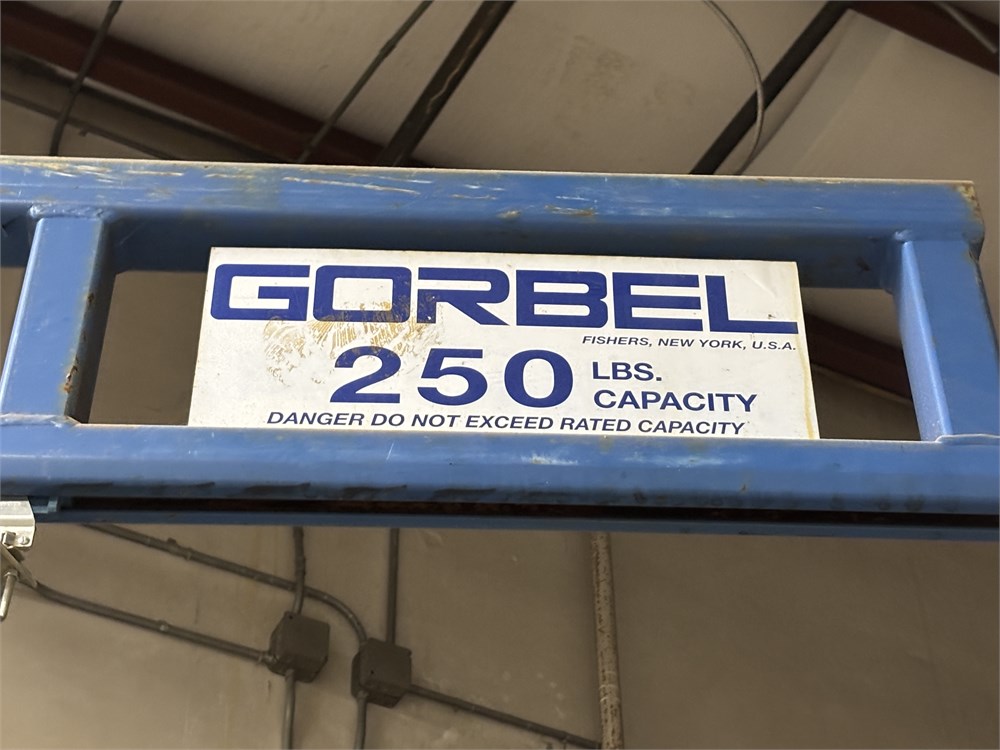 GORBEL
FISHERS, NEW YORK, U.S.A.
250 LBS.
CAPACITY
DANGER DO NOT EXCEED RATED CAPACITY